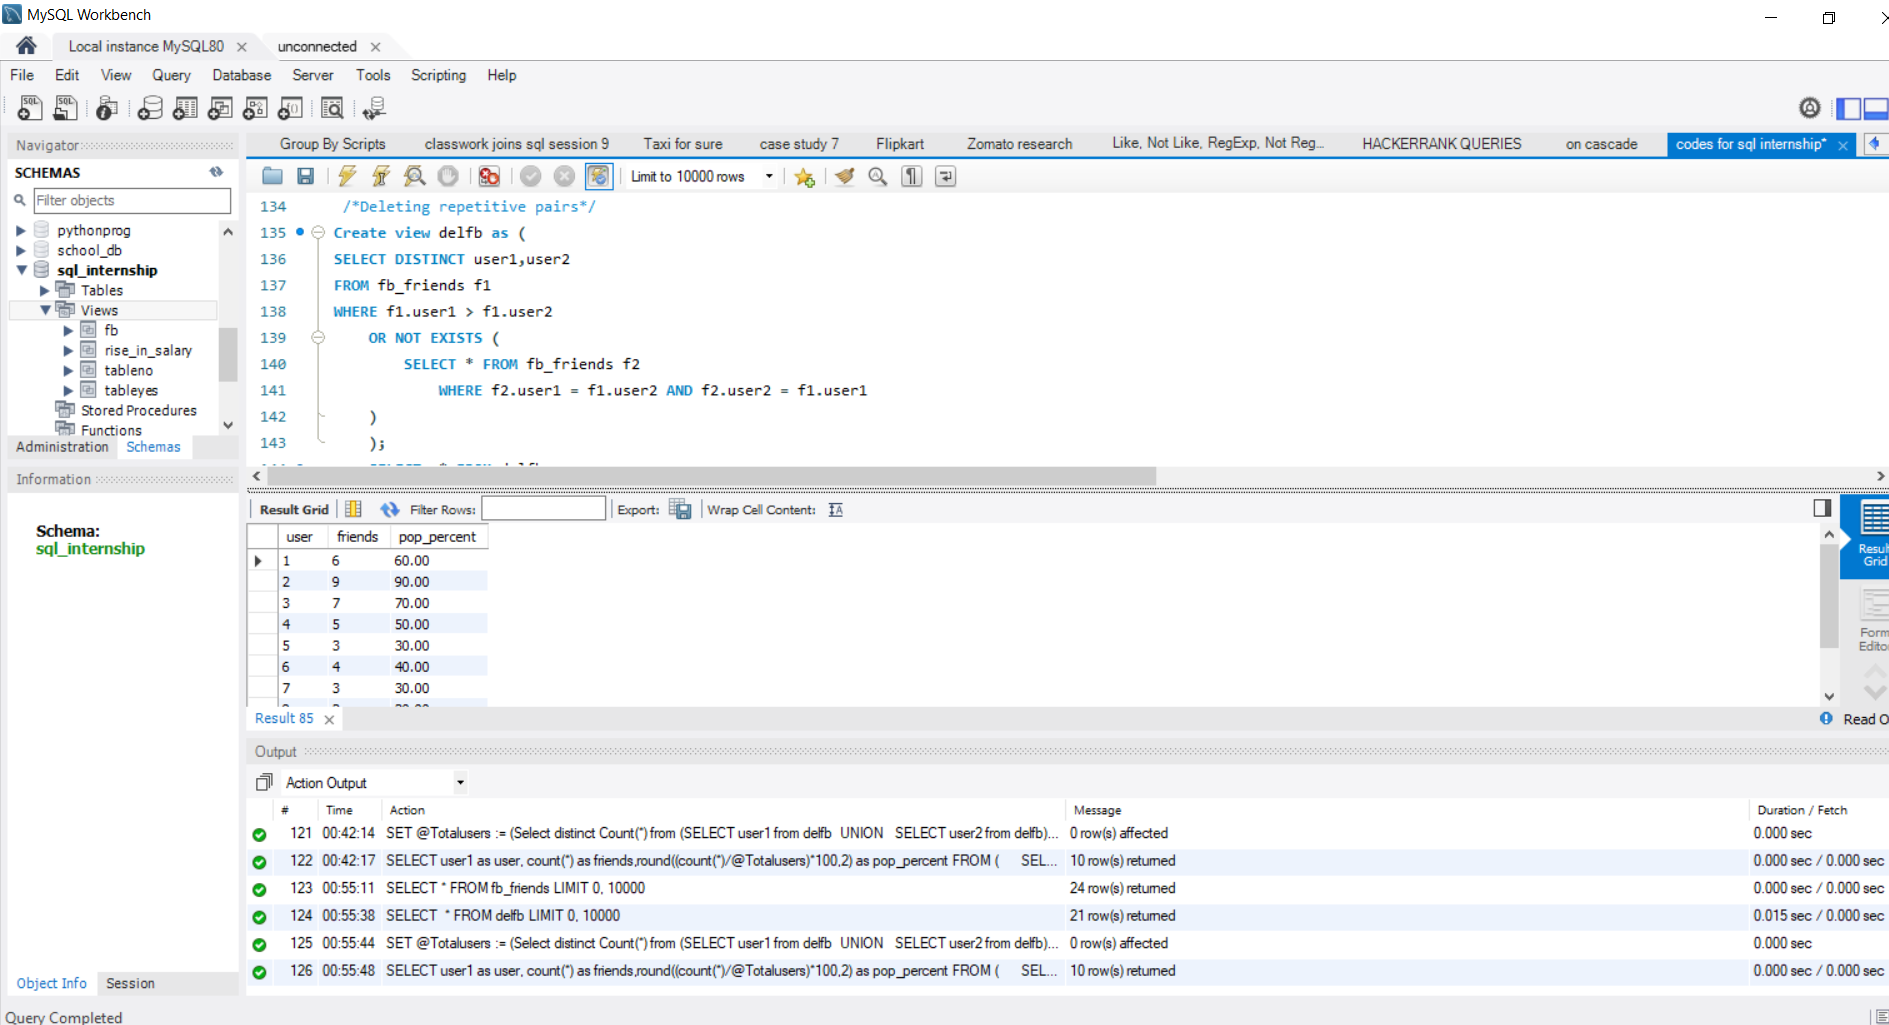 MySQL Workbench
Local instance MySQL80
unconnected
File Edit View Query Database Server Tools Scripting Help
Navigator
SCHEMAS
Filter objects
pythonprog
school_db
sql_internship
Tables
Views
fb
rise_in_salary
tableno
tableyes
Stored Procedures
Functions
Administration Schemas
Information
Schema:
sql_internship
Object Info Session
Query Completed
Group By Scripts classwork joins sql session 9 Taxi for sure case study 7 Flipkart Zomato research Like, Not Like, RegExp, Not Reg... HACKERRANK QUERIES on cascade codes for sql internship*
Limit to 10000 rows
134 /*Deleting repetitive pairs*/
135 Create view delfb as (
136 SELECT DISTINCT user1,user2
137 FROM fb_friends f1
138 WHERE f1.user1 > f1.user2
139 OR NOT EXISTS (
140 SELECT * FROM fb_friends f2
141 WHERE f2.user1 = f1.user2 AND f2.user2 = f1.user1
142 )
143 );
Result Grid Filter Rows: Export: Wrap Cell Content:
user friends pop_percent
1 6 60.00
2 9 90.00
3 7 70.00
4 5 50.00
5 3 30.00
6 4 40.00
7 3 30.00
Result
Grid
Form
Result 85
Read O
Output
Action Output
# Time Action Message Duration / Fetch
121 00:42:14 SET @Totalusers := (Select distinct Count(*) from (SELECT user1 from delfb UNION SELECT user2 from delfb)... 0 row(s) affected 0.000 sec
122 00:42:17 SELECT user1 as user, count(*) as friends,round((count(*)/@Totalusers)*100,2) as pop_percent FROM ( SEL... 10 row(s) returned 0.000 sec / 0.000 sec
123 00:55:11 SELECT * FROM fb_friends LIMIT 0, 10000 24 row(s) returned 0.000 sec / 0.000 sec
124 00:55:38 SELECT * FROM delfb LIMIT 0, 10000 21 row(s) returned 0.015 sec / 0.000 sec
125 00:55:44 SET @Totalusers := (Select distinct Count(*) from (SELECT user1 from delfb UNION SELECT user2 from delfb)... 0 row(s) affected 0.000 sec
126 00:55:48 SELECT user1 as user, count(*) as friends,round((count(*)/@Totalusers)*100,2) as pop_percent FROM ( SEL... 10 row(s) returned 0.000 sec / 0.000 sec